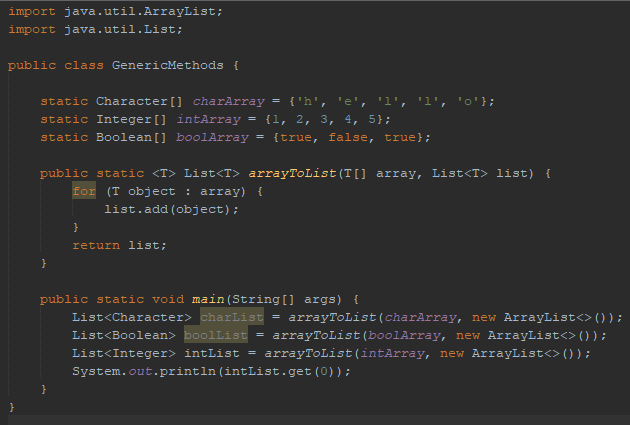 import java.util.ArrayList;
import java.util.List;
public class GenericMethods {
static Character[] charArray = {'h', 'e', 'l', 'l', 'o'};
static Integer[] intArray = {1, 2, 3, 4, 5};
static Boolean[] boolArray = {true, false, true};
public static <T> List<T> arrayToList(T[] array, List<T> list) {
for (T object : array) {
list.add(object);
}
return list;
}
public static void main(String[] args) {
List<Character> charList = arrayToList(charArray, new ArrayList<>());
List<Boolean> boolList = arrayToList(boolArray, new ArrayList<>());
List<Integer> intList = arrayToList(intArray, new ArrayList<>());
System.out.println(intList.get(0));
}
}